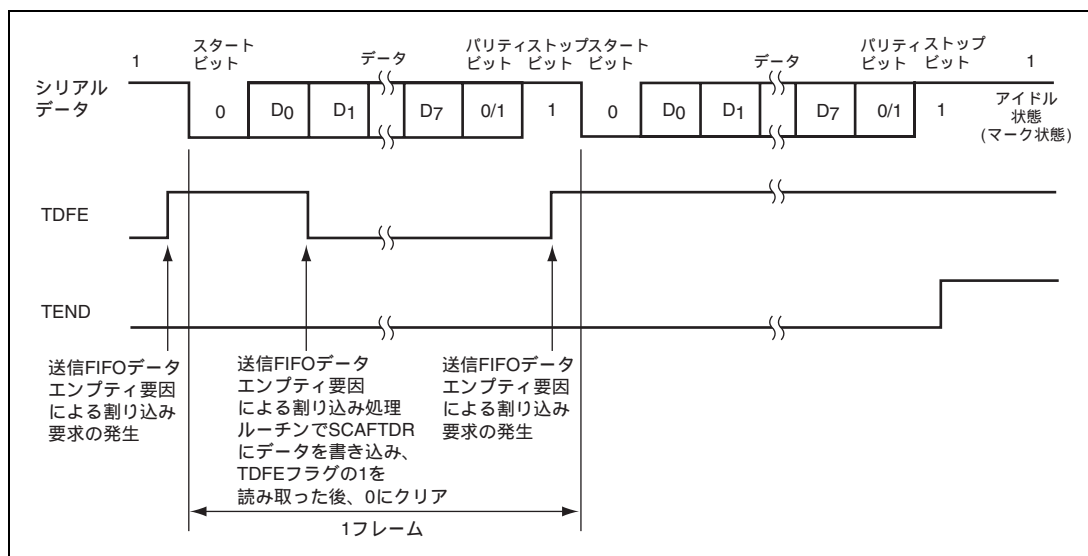 スタート パリティ ストップ スタート パリティ ストップ
1 ビット データ ビット ビット ビット データ ビット ビット 1
シリアル
データ
0 D0 D1 D7 0/1 1 0 D0 D1 D7 0/1 1
アイドル
状態
(マーク状態)
TDFE
TEND
送信FIFOデータ
エンプティ要因
による割り込み
要求の発生
送信FIFOデータ
エンプティ要因
による割り込み処理
ルーチンでSCAFTDR
にデータを書き込み、
TDFEフラグの1を
読み取った後、0にクリア
送信FIFOデータ
エンプティ要因
による割り込み
要求の発生
1フレーム